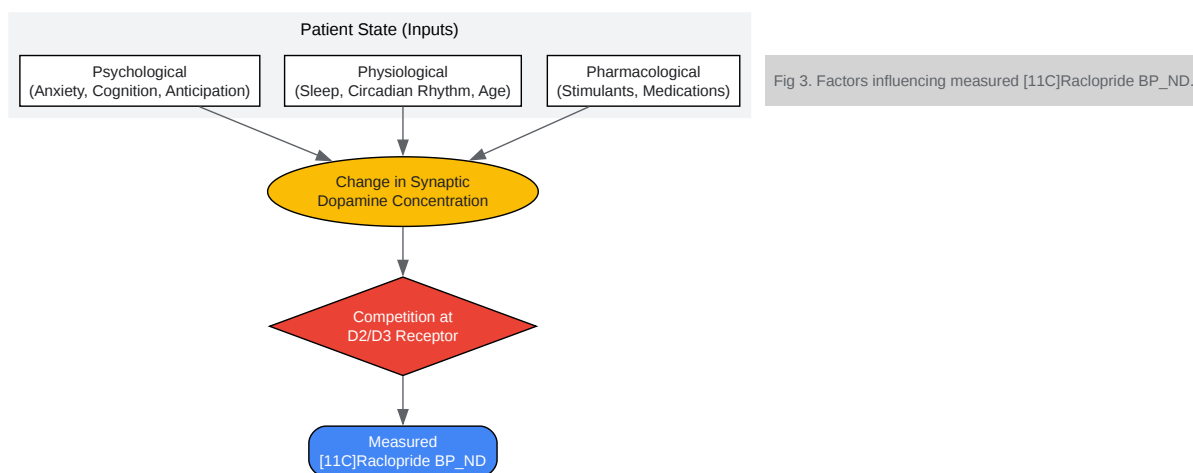 Patient State (Inputs)
Psychological
(Anxiety, Cognition, Anticipation)
Physiological
(Sleep, Circadian Rhythm, Age)
Pharmacological
(Stimulants, Medications)
Fig 3. Factors influencing measured [11C]Raclopride BP_ND.
Change in Synaptic
Dopamine Concentration
Competition at
D2/D3 Receptor
Measured
[11C]Raclopride BP_ND